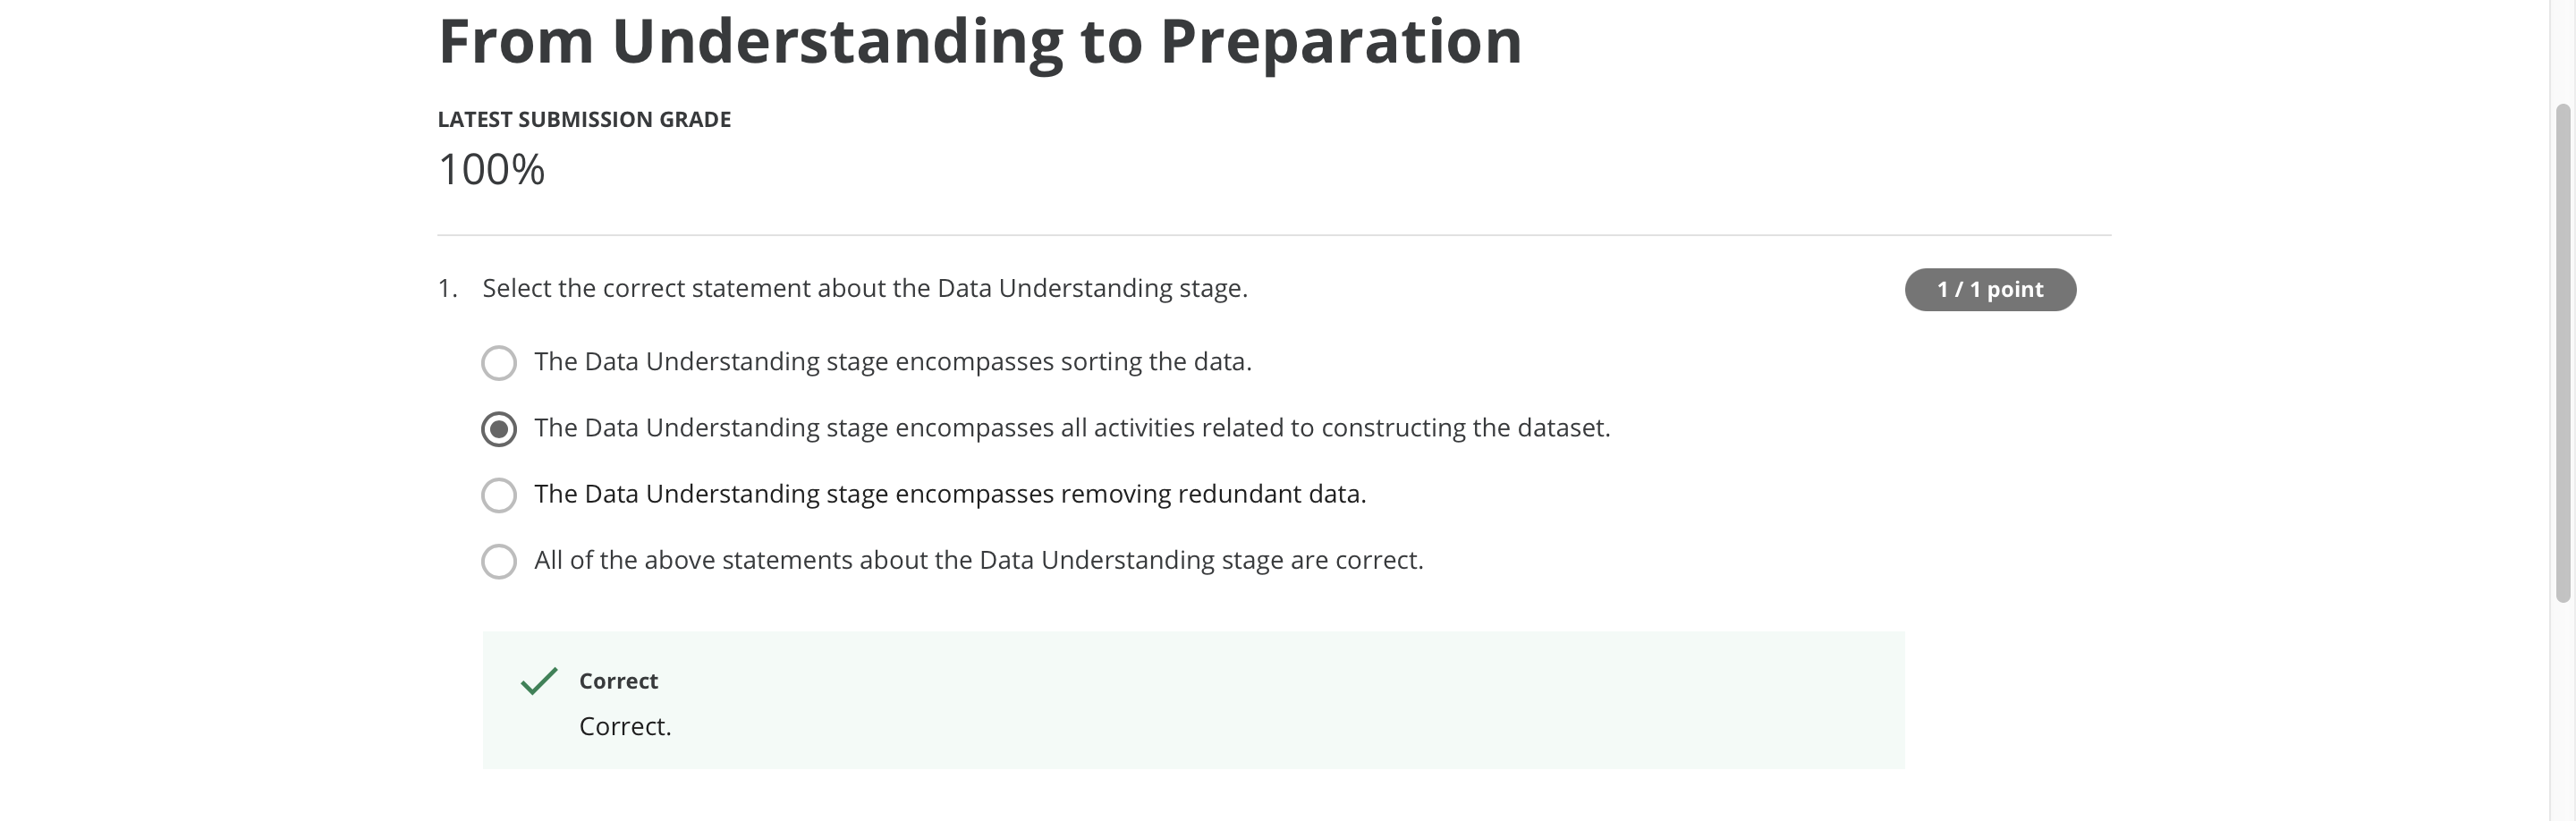 From Understanding to Preparation
LATEST SUBMISSION GRADE
100%
1. Select the correct statement about the Data Understanding stage.
1 / 1 point
The Data Understanding stage encompasses sorting the data.
The Data Understanding stage encompasses all activities related to constructing the dataset.
The Data Understanding stage encompasses removing redundant data.
All of the above statements about the Data Understanding stage are correct.
Correct
Correct.